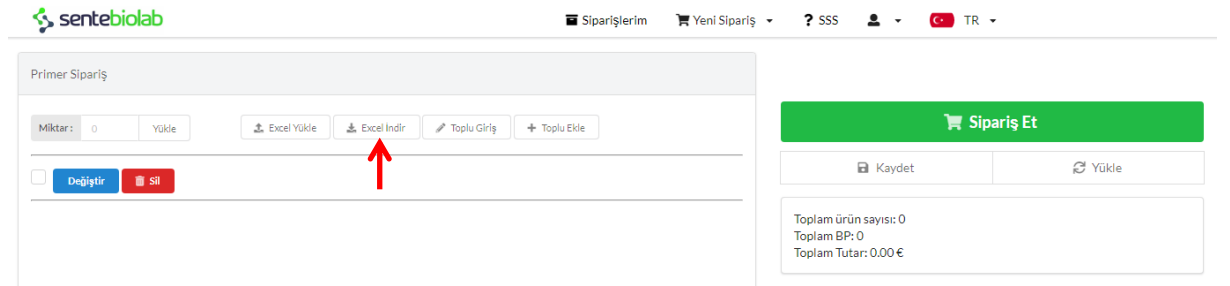 sentebiolab
Siparişlerim Yeni Sipariş ? SSS TR
Primer Sipariş
Miktar : 0 Yükle Excel Yükle Excel İndir Toplu Giriş + Toplu Ekle
Değiştir Sil
Sipariş Et
Kaydet Yükle
Toplam ürün sayısı: 0
Toplam BP: 0
Toplam Tutar: 0.00 €